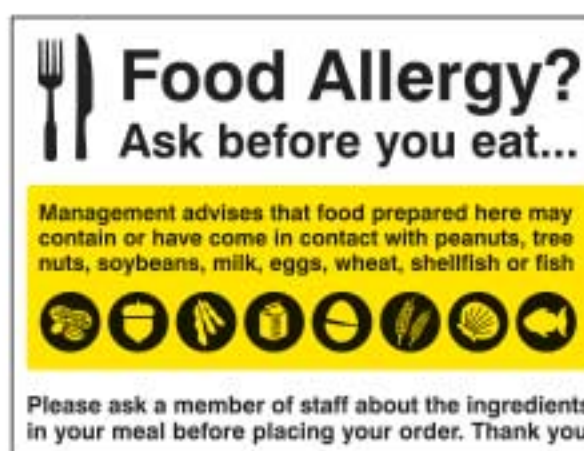 Food Allergy?
Ask before you eat...
Management advises that food prepared here may
contain or have come in contact with peanuts, tree
nuts, soybeans, milk, eggs, wheat, shellfish or fish
Please ask a member of staff about the ingredients
in your meal before placing your order. Thank you